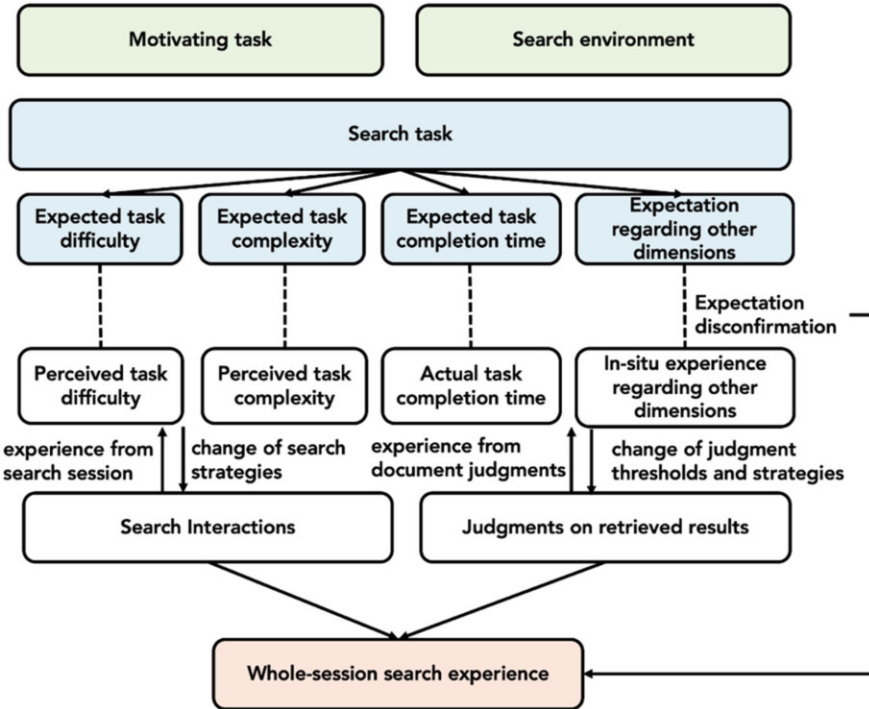 Motivating task
Search environment
Search task
Expected task
difficulty
Expected task
complexity
Expected task
completion time
Expectation
regarding other
dimensions
Expectation
disconfirmation
Perceived task
difficulty
Perceived task
complexity
Actual task
completion time
In-situ experience
regarding other
dimensions
experience from
search session
change of search
strategies
experience from
document judgments
change of judgment
thresholds and strategies
Search Interactions
Judgments on retrieved results
Whole-session search experience